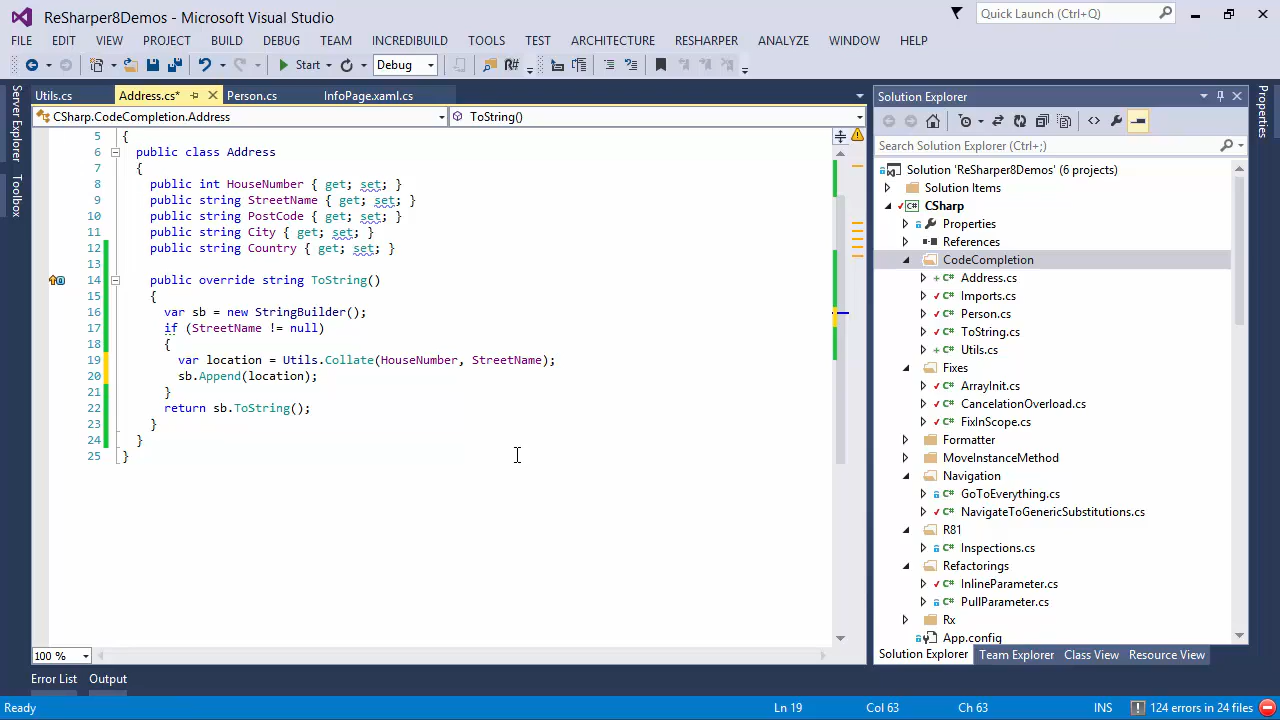 ReSharper8Demos - Microsoft Visual Studio
Quick Launch (Ctrl+Q)
FILE EDIT VIEW PROJECT BUILD DEBUG TEAM INCREDIBUILD TOOLS TEST ARCHITECTURE RESHARPER ANALYZE WINDOW HELP
Start Debug R#
Server Explorer
Toolbox
Utils.cs Address.cs* Person.cs InfoPage.xaml.cs
CSharp.CodeCompletion.Address ToString()
5 {
6 public class Address
7 {
8 public int HouseNumber { get; set; }
9 public string StreetName { get; set; }
10 public string PostCode { get; set; }
11 public string City { get; set; }
12 public string Country { get; set; }
13
14 public override string ToString()
15 {
16 var sb = new StringBuilder();
17 if (StreetName != null)
18 {
19 var location = Utils.Collate(HouseNumber, StreetName);
20 sb.Append(location);
21 }
22 return sb.ToString();
23 }
24 }
25 }
100 %
Error List Output
Solution Explorer
Search Solution Explorer (Ctrl+;)
Solution 'ReSharper8Demos' (6 projects)
Solution Items
C# CSharp
Properties
References
CodeCompletion
C# Address.cs
C# Imports.cs
C# Person.cs
C# ToString.cs
C# Utils.cs
Fixes
C# ArrayInit.cs
C# CancelationOverload.cs
C# FixInScope.cs
Formatter
MoveInstanceMethod
Navigation
C# GoToEverything.cs
C# NavigateToGenericSubstitutions.cs
R81
C# Inspections.cs
Refactorings
C# InlineParameter.cs
C# PullParameter.cs
Rx
App.config
Solution Explorer Team Explorer Class View Resource View
Properties
Ready Ln 19 Col 63 Ch 63 INS 124 errors in 24 files